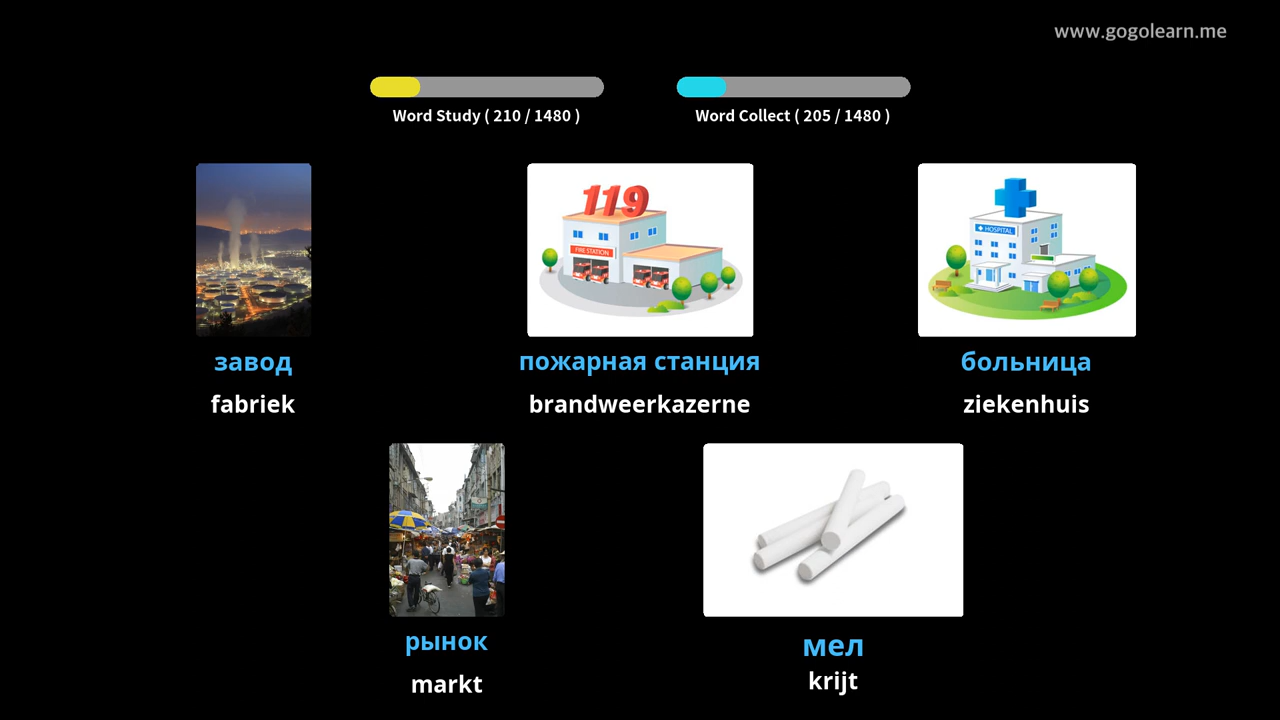 www.gogolearn.me
Word Study ( 210 / 1480 )
Word Collect ( 205 / 1480 )
119
FIRE STATION
HOSPITAL
завод
пожарная станция
больница
fabriek
brandweerkazerne
ziekenhuis
рынок
мел
markt
krijt